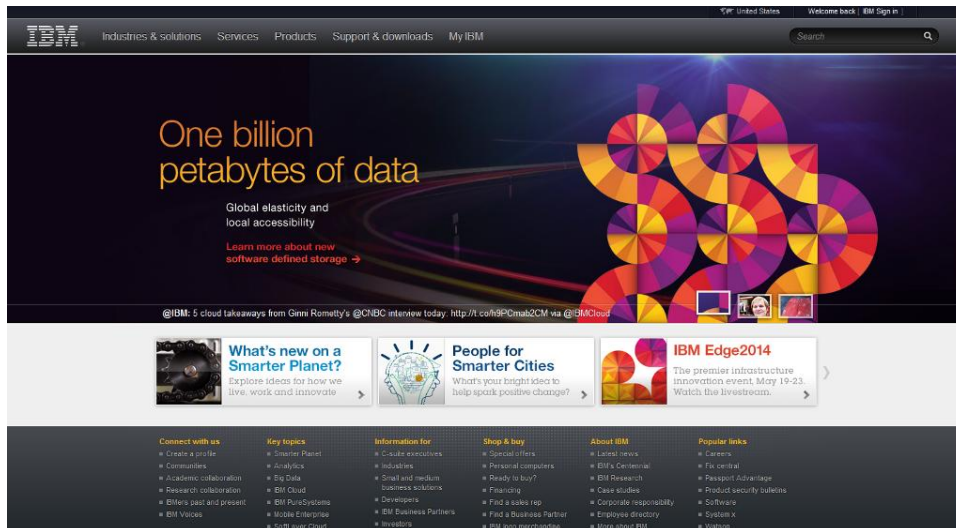 United States Welcome back [ IBM Sign in ]
IBM Industries & solutions Services Products Support & downloads My IBM Search
One billion
petabytes of data
Global elasticity and
local accessibility
Learn more about new
software defined storage →
@IBM: 5 cloud takeaways from Ginni Rometty's @CNBC interview today: http://t.co/h9PCmab2CM via @IBMCloud
What's new on a
Smarter Planet?
Explore ideas for how we
live, work and innovate
People for
Smarter Cities
What's your bright idea to
help spark positive change?
IBM Edge2014
The premier infrastructure
innovation event, May 19-23.
Watch the livestream.
Connect with us
Create a profile
Communities
Academic collaboration
Research collaboration
IBMers past and present
IBM Voices
Key topics
Smarter Planet
Analytics
Big Data
IBM Cloud
IBM PureSystems
Mobile Enterprise
SoftLayer Cloud
Information for
C-suite executives
Industries
Small and medium
business solutions
Developers
IBM Business Partners
Investors
Shop & buy
Special offers
Personal computers
Ready to buy?
Financing
Find a sales rep
Find a Business Partner
IBM logo merchandise
About IBM
Latest news
IBM's Centennial
IBM Research
Case studies
Corporate responsibility
Employee directory
More about IBM
Popular links
Careers
Fix central
Passport Advantage
Product security bulletins
Software
System x
Watson